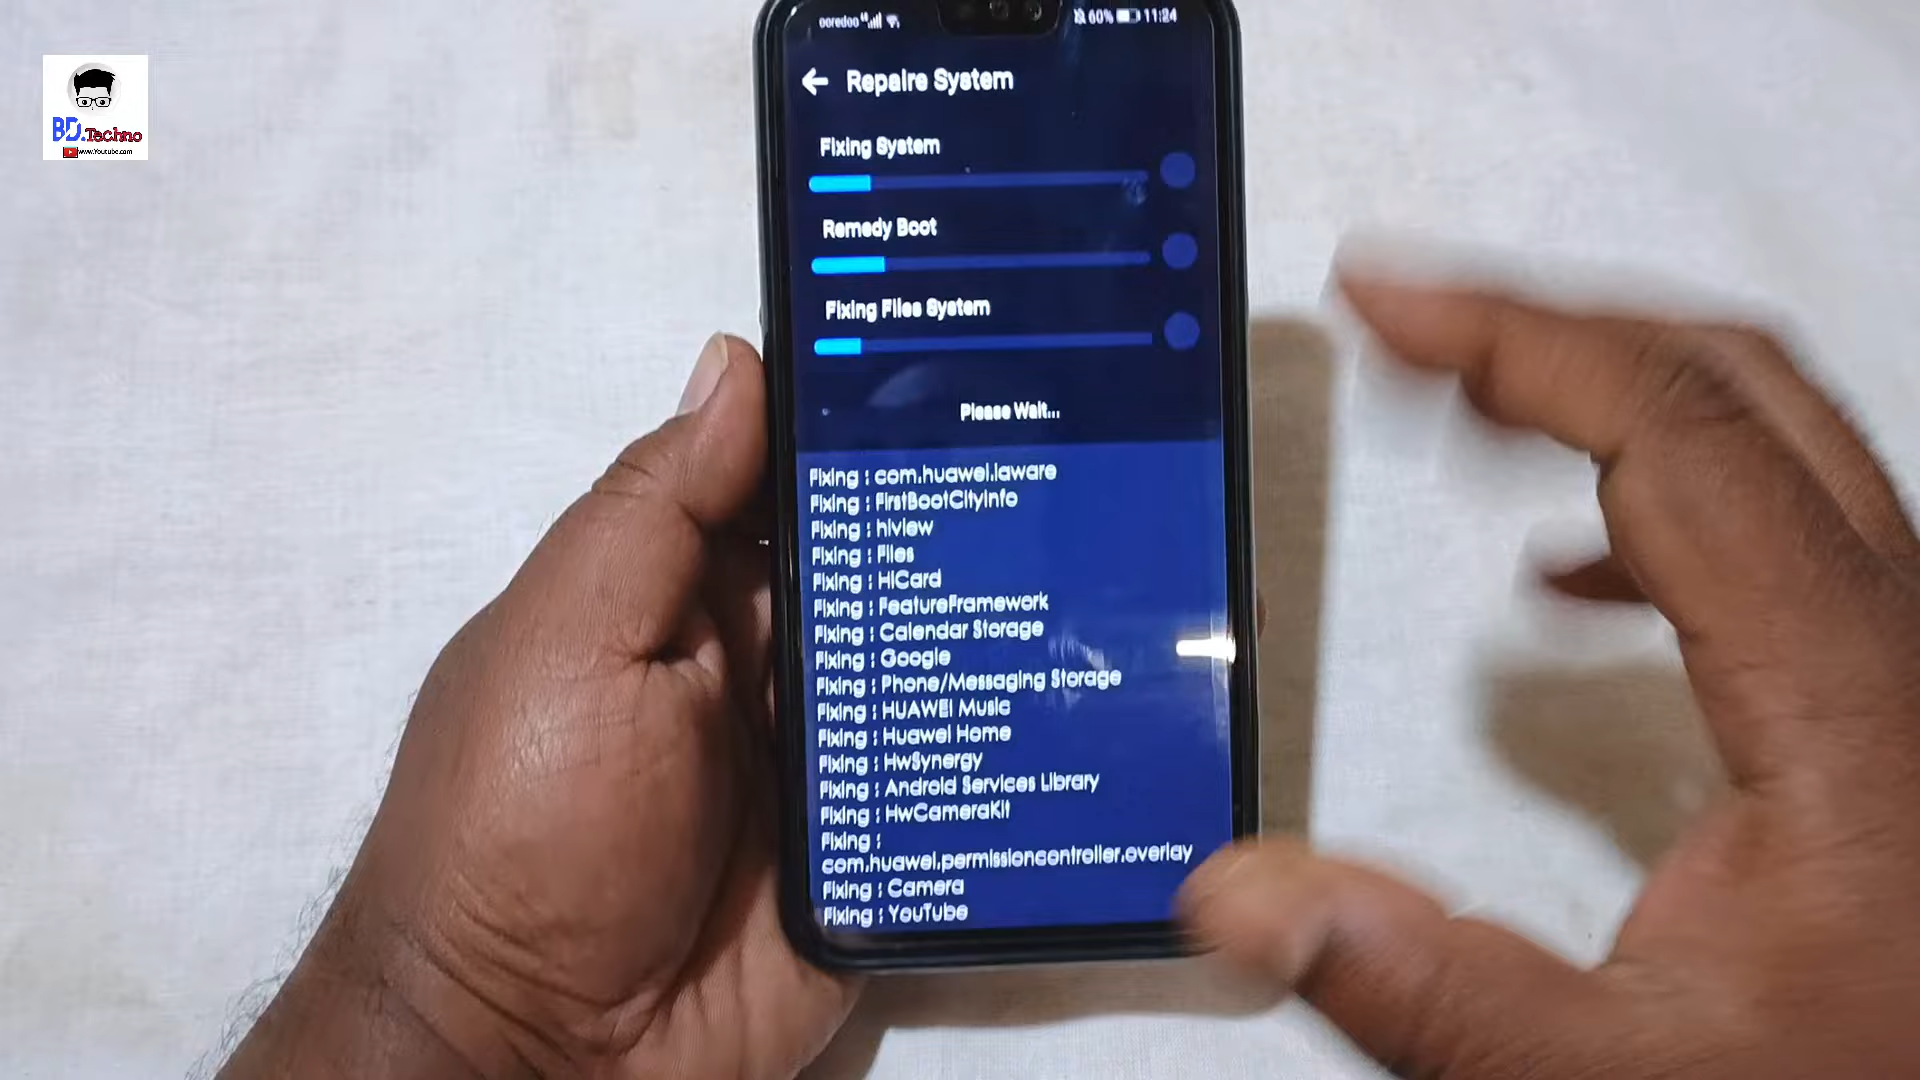 ooredoo 60% 11:24
BD.Techno
www.Youtube.com
Repaire System
Fixing System
Remedy Boot
Fixing Files System
Please Wait...
Fixing : com.huawei.iaware
Fixing : FirstBootCityInfo
Fixing : hiview
Fixing : Files
Fixing : HiCard
Fixing : FeatureFramework
Fixing : Calendar Storage
Fixing : Google
Fixing : Phone/Messaging Storage
Fixing : HUAWEI Music
Fixing : Huawei Home
Fixing : HwSynergy
Fixing : Android Services Library
Fixing : HwCameraKit
Fixing :
com.huawei.permissioncontroller.overlay
Fixing : Camera
Fixing : YouTube